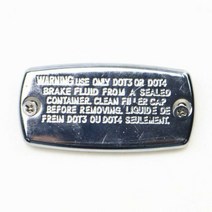 WARNING USE ONLY DOT3 OR DOT4
BRAKE FLUID FROM A SEALED
CONTAINER. CLEAN FILLER CAP
BEFORE REMOVING. LIQUIDE DE
FREIN DOT3 OU DOT4 SEULEMENT.